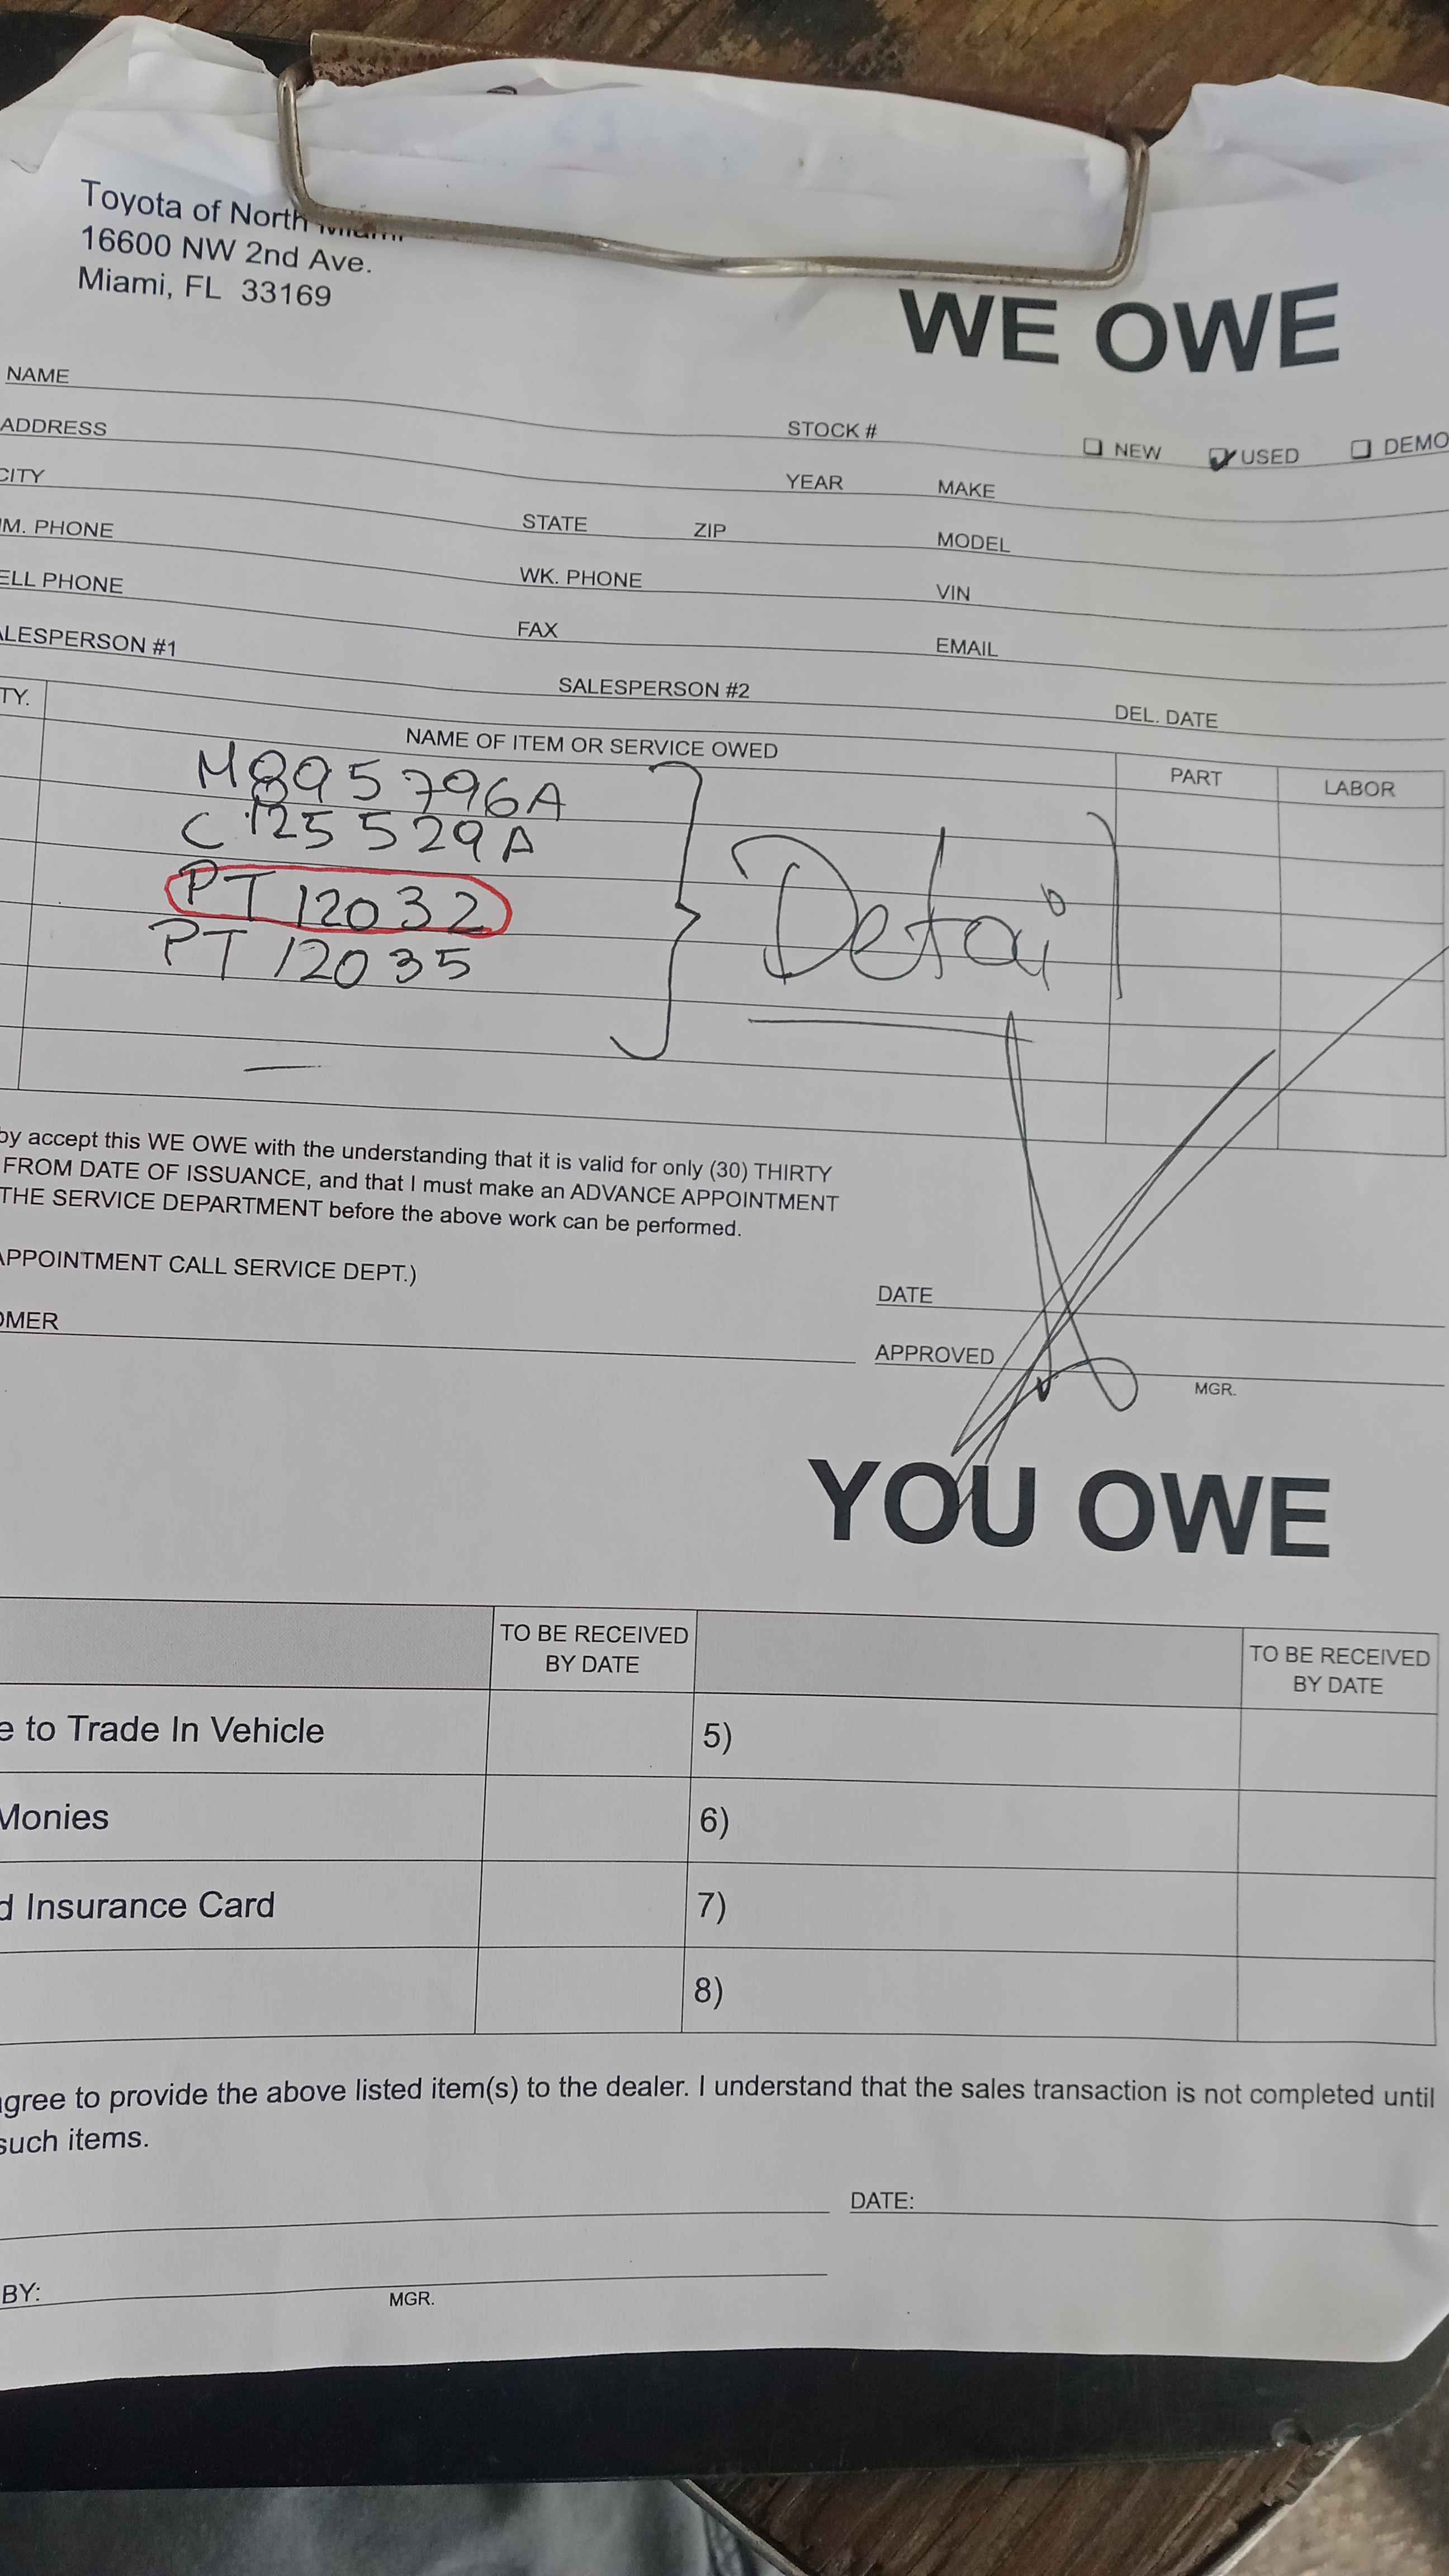 Toyota of North Miami
16600 NW 2nd Ave.
Miami, FL 33169
WE OWE
NAME
ADDRESS
STOCK #
NEW
USED
DEMO
CITY
YEAR
MAKE
M. PHONE
STATE
ZIP
MODEL
ELL PHONE
WK. PHONE
VIN
ALESPERSON #1
FAX
EMAIL
SALESPERSON #2
DEL. DATE
TY.
NAME OF ITEM OR SERVICE OWED
PART
LABOR
M895796A
C125529A
PT12032
PT12035
Detail
by accept this WE OWE with the understanding that it is valid for only (30) THIRTY
FROM DATE OF ISSUANCE, and that I must make an ADVANCE APPOINTMENT
THE SERVICE DEPARTMENT before the above work can be performed.
APPOINTMENT CALL SERVICE DEPT.)
DATE
OMER
APPROVED
MGR.
YOU OWE
TO BE RECEIVED
BY DATE
TO BE RECEIVED
BY DATE
e to Trade In Vehicle
5)
Monies
6)
d Insurance Card
7)
8)
agree to provide the above listed item(s) to the dealer. I understand that the sales transaction is not completed until
such items.
DATE:
BY:
MGR.